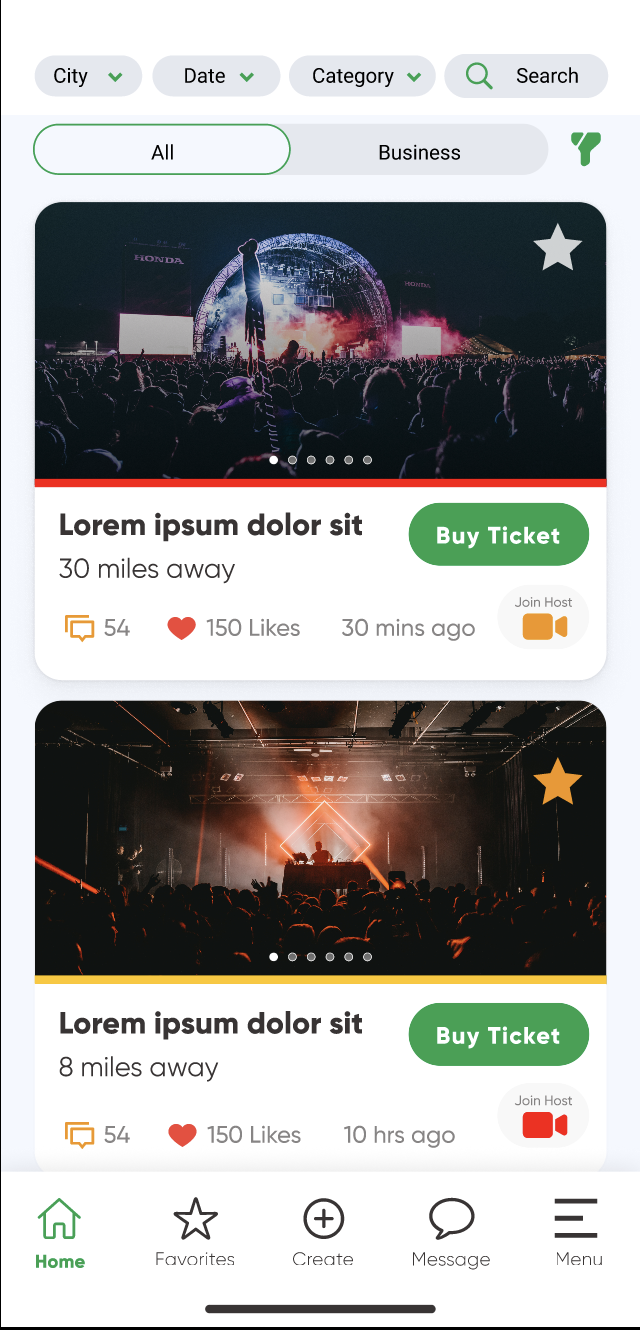 City Date Category Search
All Business
HONDA
HONDA
Lorem ipsum dolor sit
Buy Ticket
30 miles away
Join Host
54 150 Likes 30 mins ago
Lorem ipsum dolor sit
Buy Ticket
8 miles away
Join Host
54 150 Likes 10 hrs ago
Home Favorites Create Message Menu